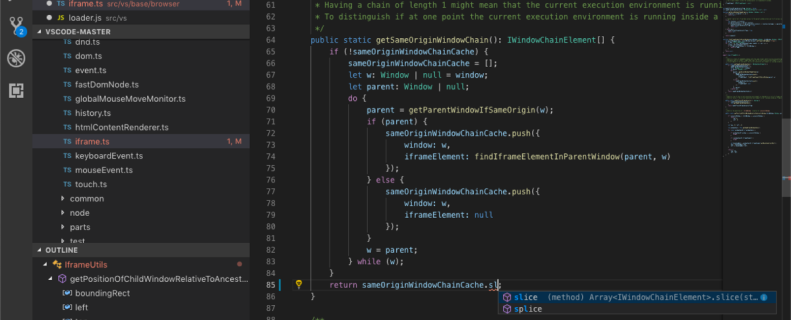 TS iframe.ts src/vs/base/browser 1, M
loader.js src/vs
VSCODE-MASTER
TS dnd.ts
TS dom.ts
TS event.ts
TS fastDomNode.ts
TS globalMouseMoveMonitor.ts
TS history.ts
TS htmlContentRenderer.ts
TS iframe.ts 1, M
TS keyboardEvent.ts
TS mouseEvent.ts
TS touch.ts
common
node
parts
test
OUTLINE
IframeUtils
getPositionOfChildWindowRelativeToAncest...
boundingRect
left
2
61 * Having a chain of length 1 might mean that the current execution environment is runni
62 * To distinguish if at one point the current execution environment is running inside a
63 */
64 public static getSameOriginWindowChain(): IWindowChainElement[] {
65 if (!sameOriginWindowChainCache) {
66 sameOriginWindowChainCache = [];
67 let w: Window | null = window;
68 let parent: Window | null;
69 do {
70 parent = getParentWindowIfSameOrigin(w);
71 if (parent) {
72 sameOriginWindowChainCache.push({
73 window: w,
74 iframeElement: findIframeElementInParentWindow(parent, w)
75 });
76 } else {
77 sameOriginWindowChainCache.push({
78 window: w,
79 iframeElement: null
80 });
81 }
82 w = parent;
83 } while (w);
84 }
85 return sameOriginWindowChainCache.sl;
86 }
87
slice (method) Array<IWindowChainElement>.slice(st...
splice